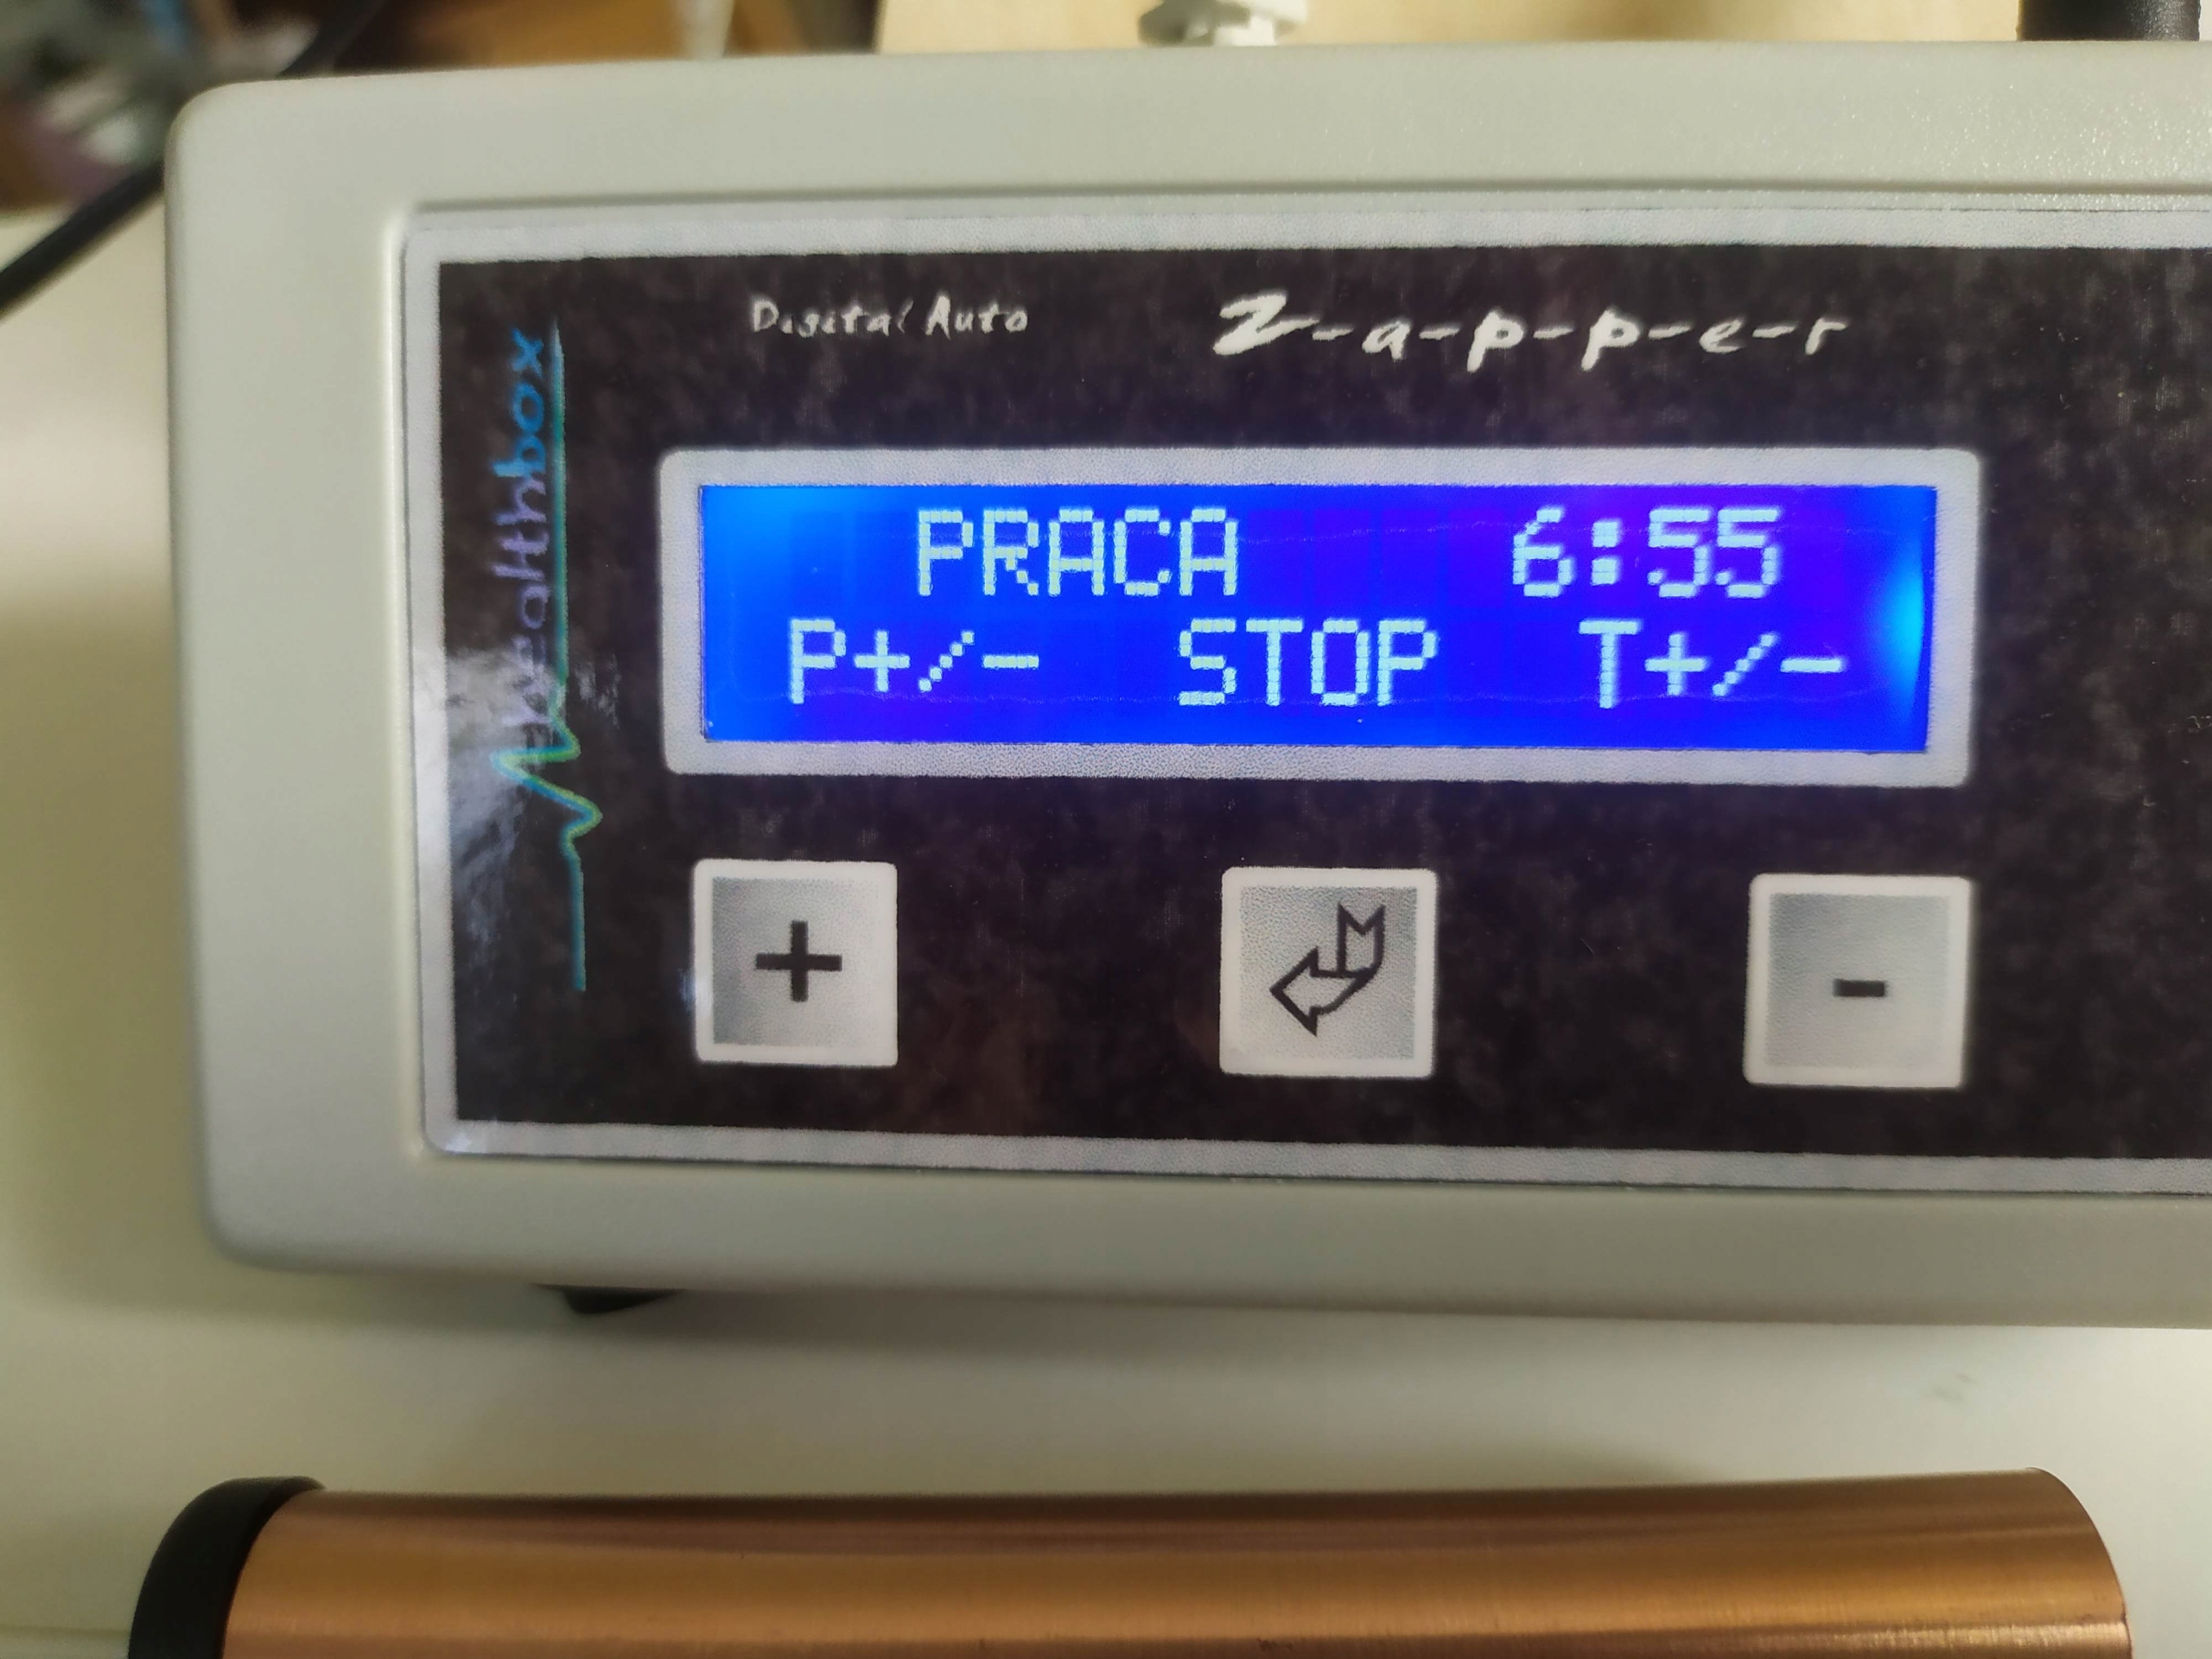 Digital Auto Z-a-p-p-e-r
healthbox
PRACA 6:55
P+/- STOP T+/-
+ -